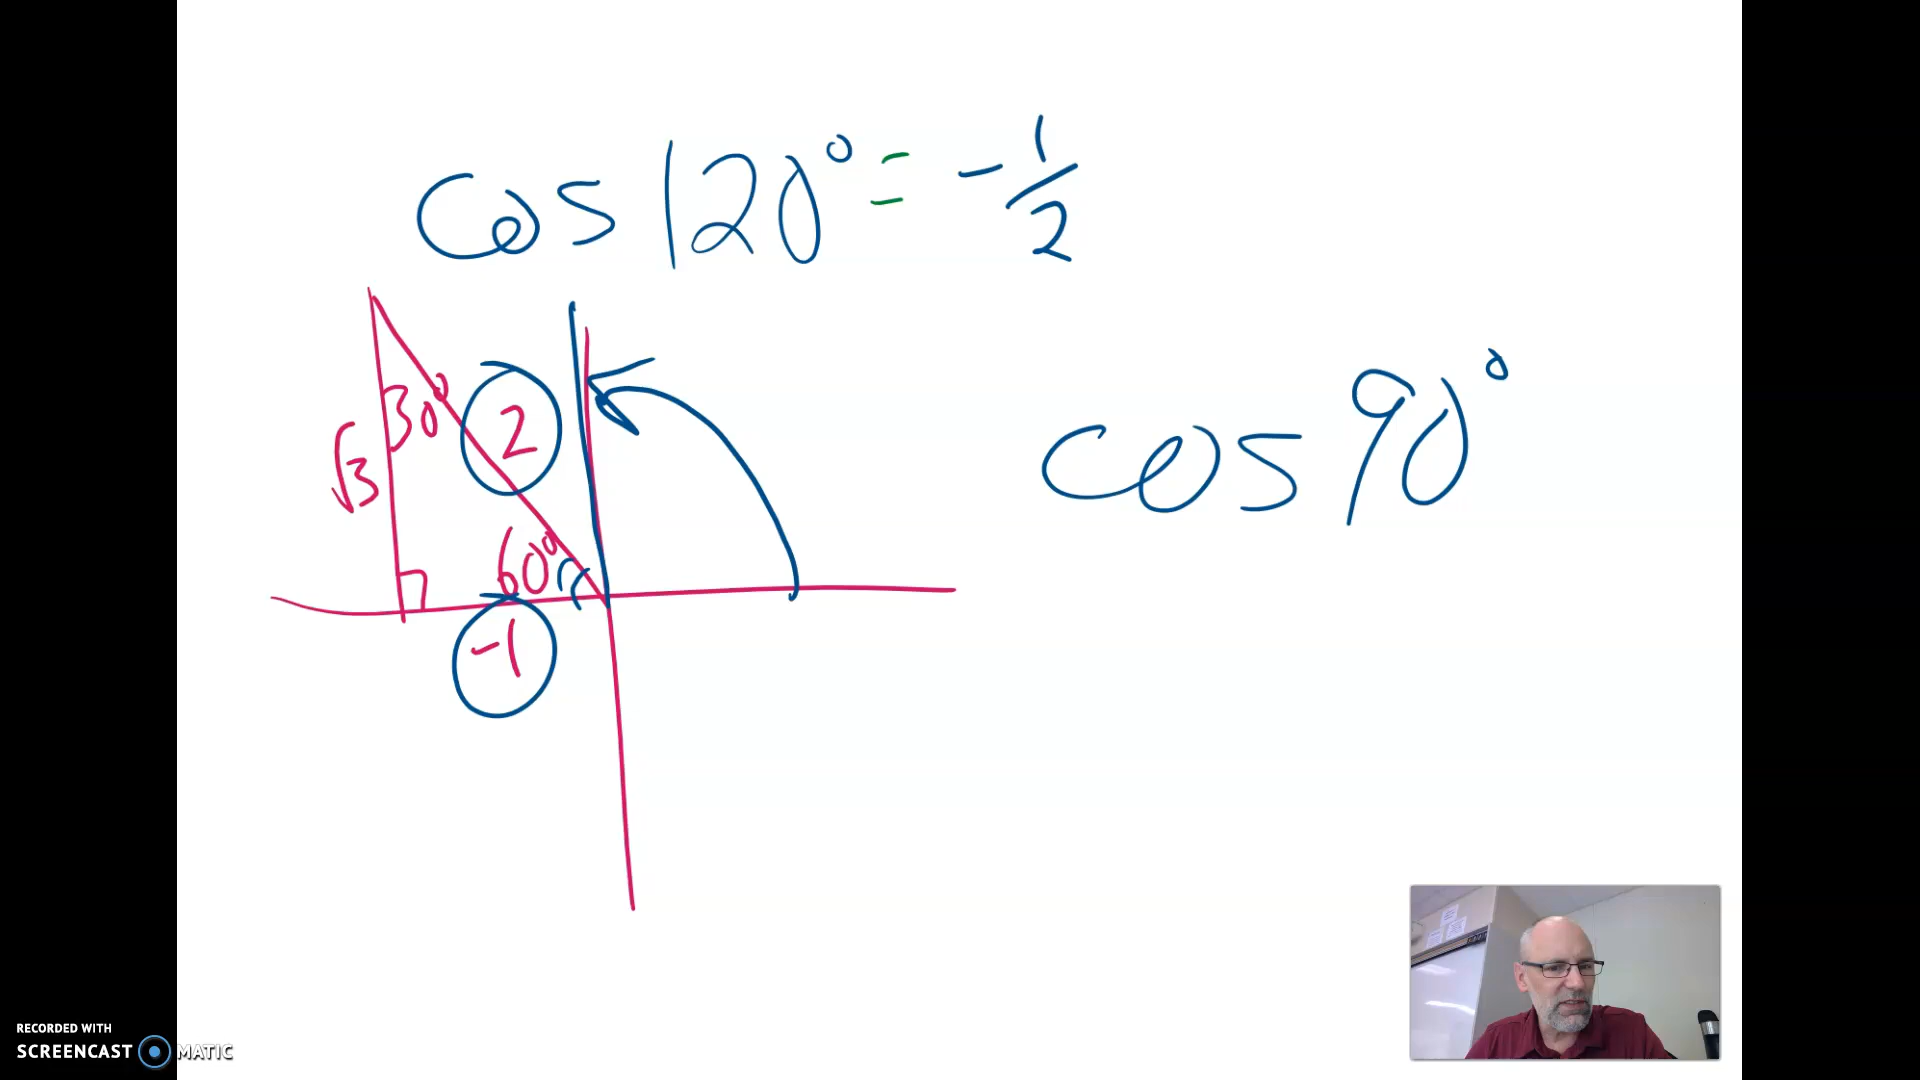 cos 120° = -1/2
30°
2
√3
cos 90°
60°
-1
RECORDED WITH
SCREENCAST MATIC